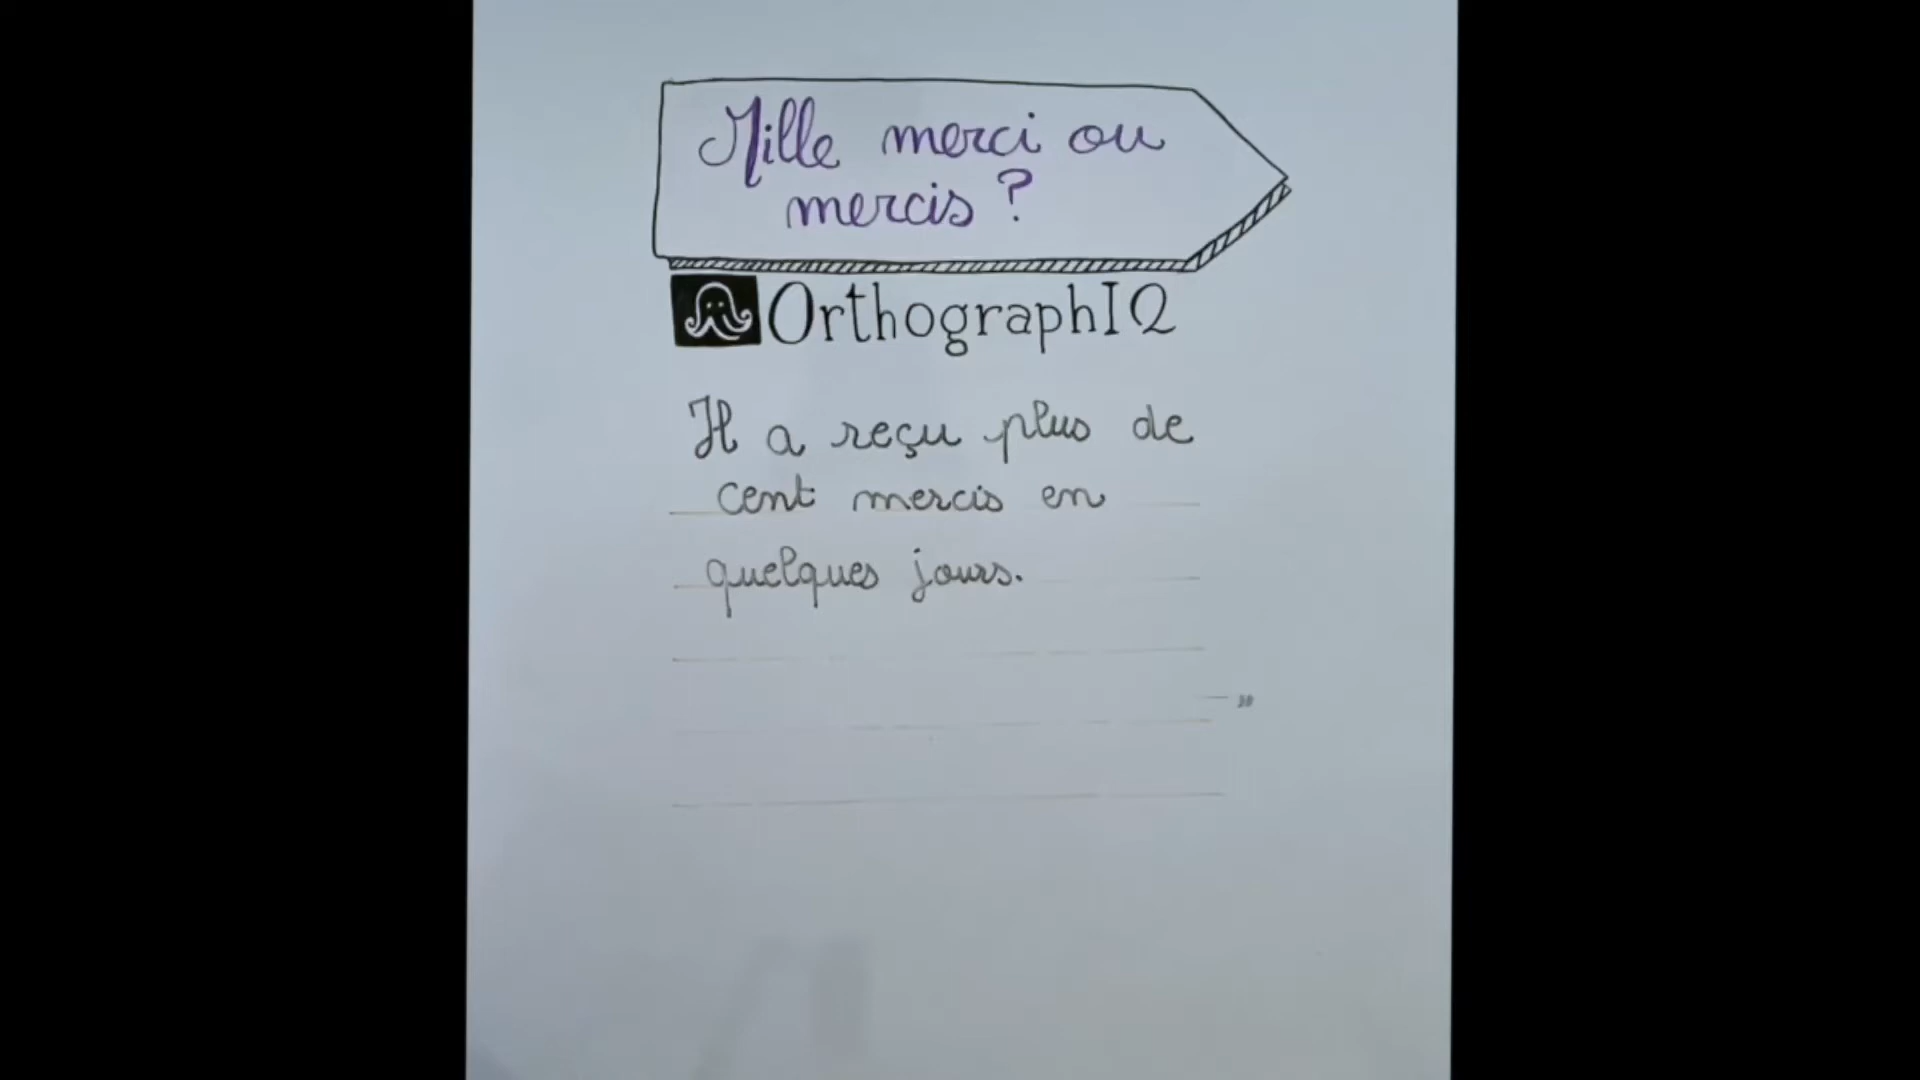 Mille merci ou
mercis ?
OrthographIQ
Il a reçu plus de
cent mercis en
quelques jours.
»